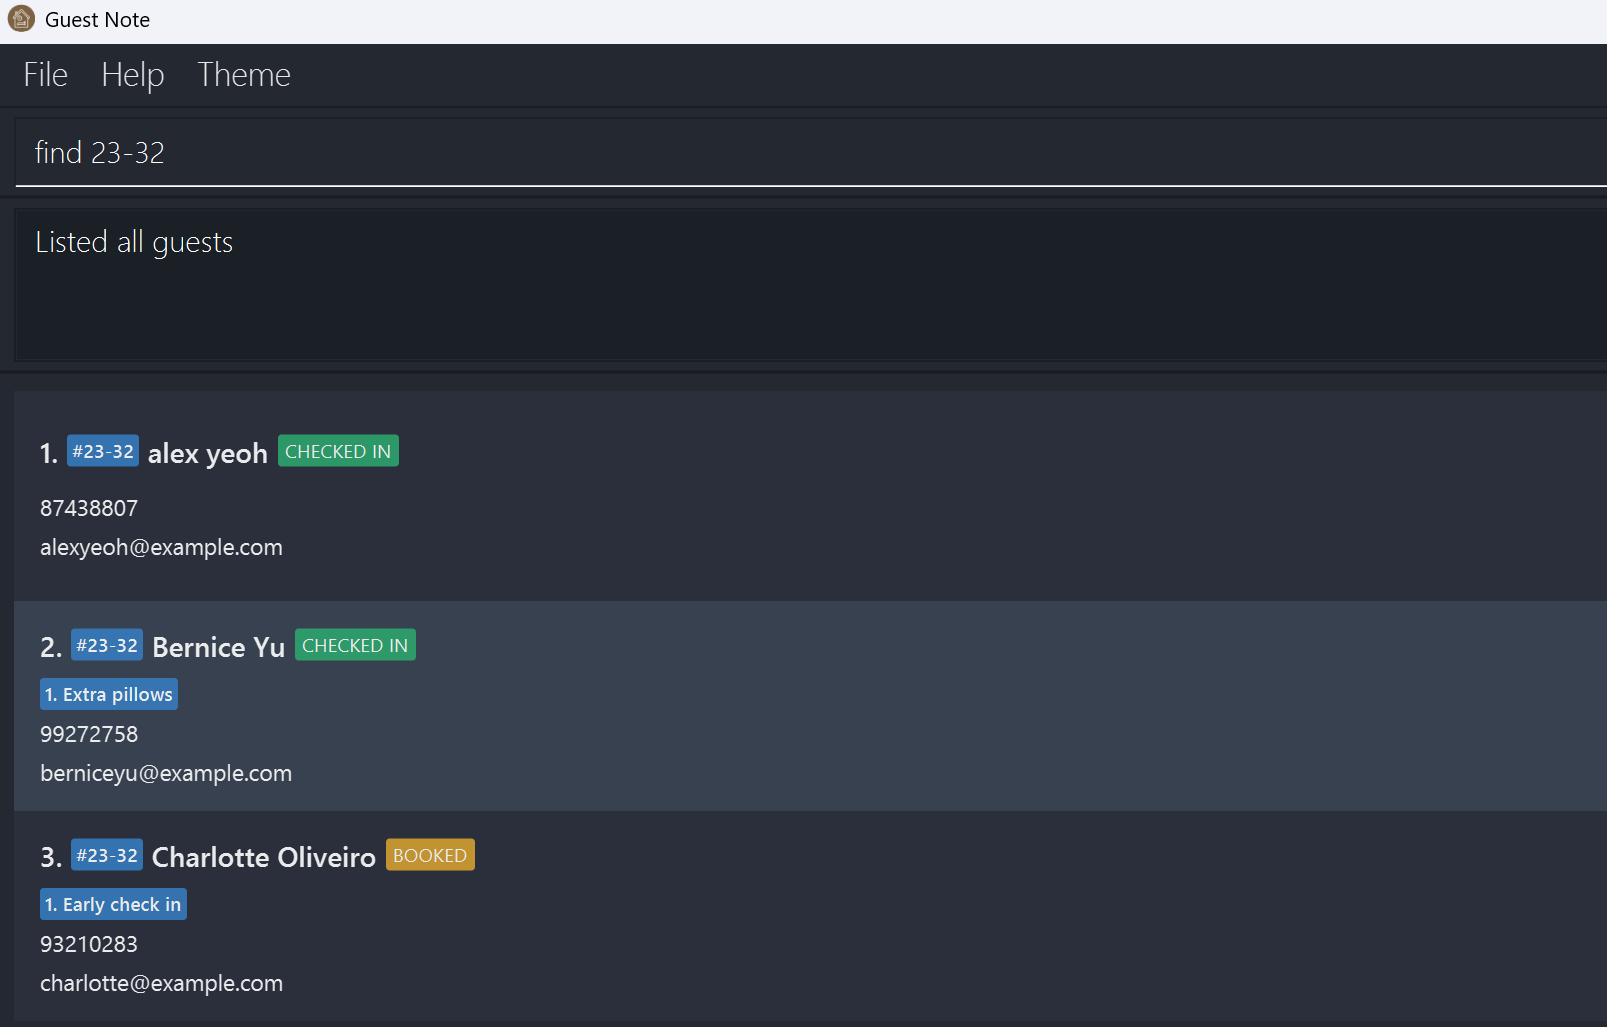 Guest Note
File Help Theme
find 23-32
Listed all guests
1. #23-32 alex yeoh CHECKED IN
87438807
alexyeoh@example.com
2. #23-32 Bernice Yu CHECKED IN
1. Extra pillows
99272758
berniceyu@example.com
3. #23-32 Charlotte Oliveiro BOOKED
1. Early check in
93210283
charlotte@example.com